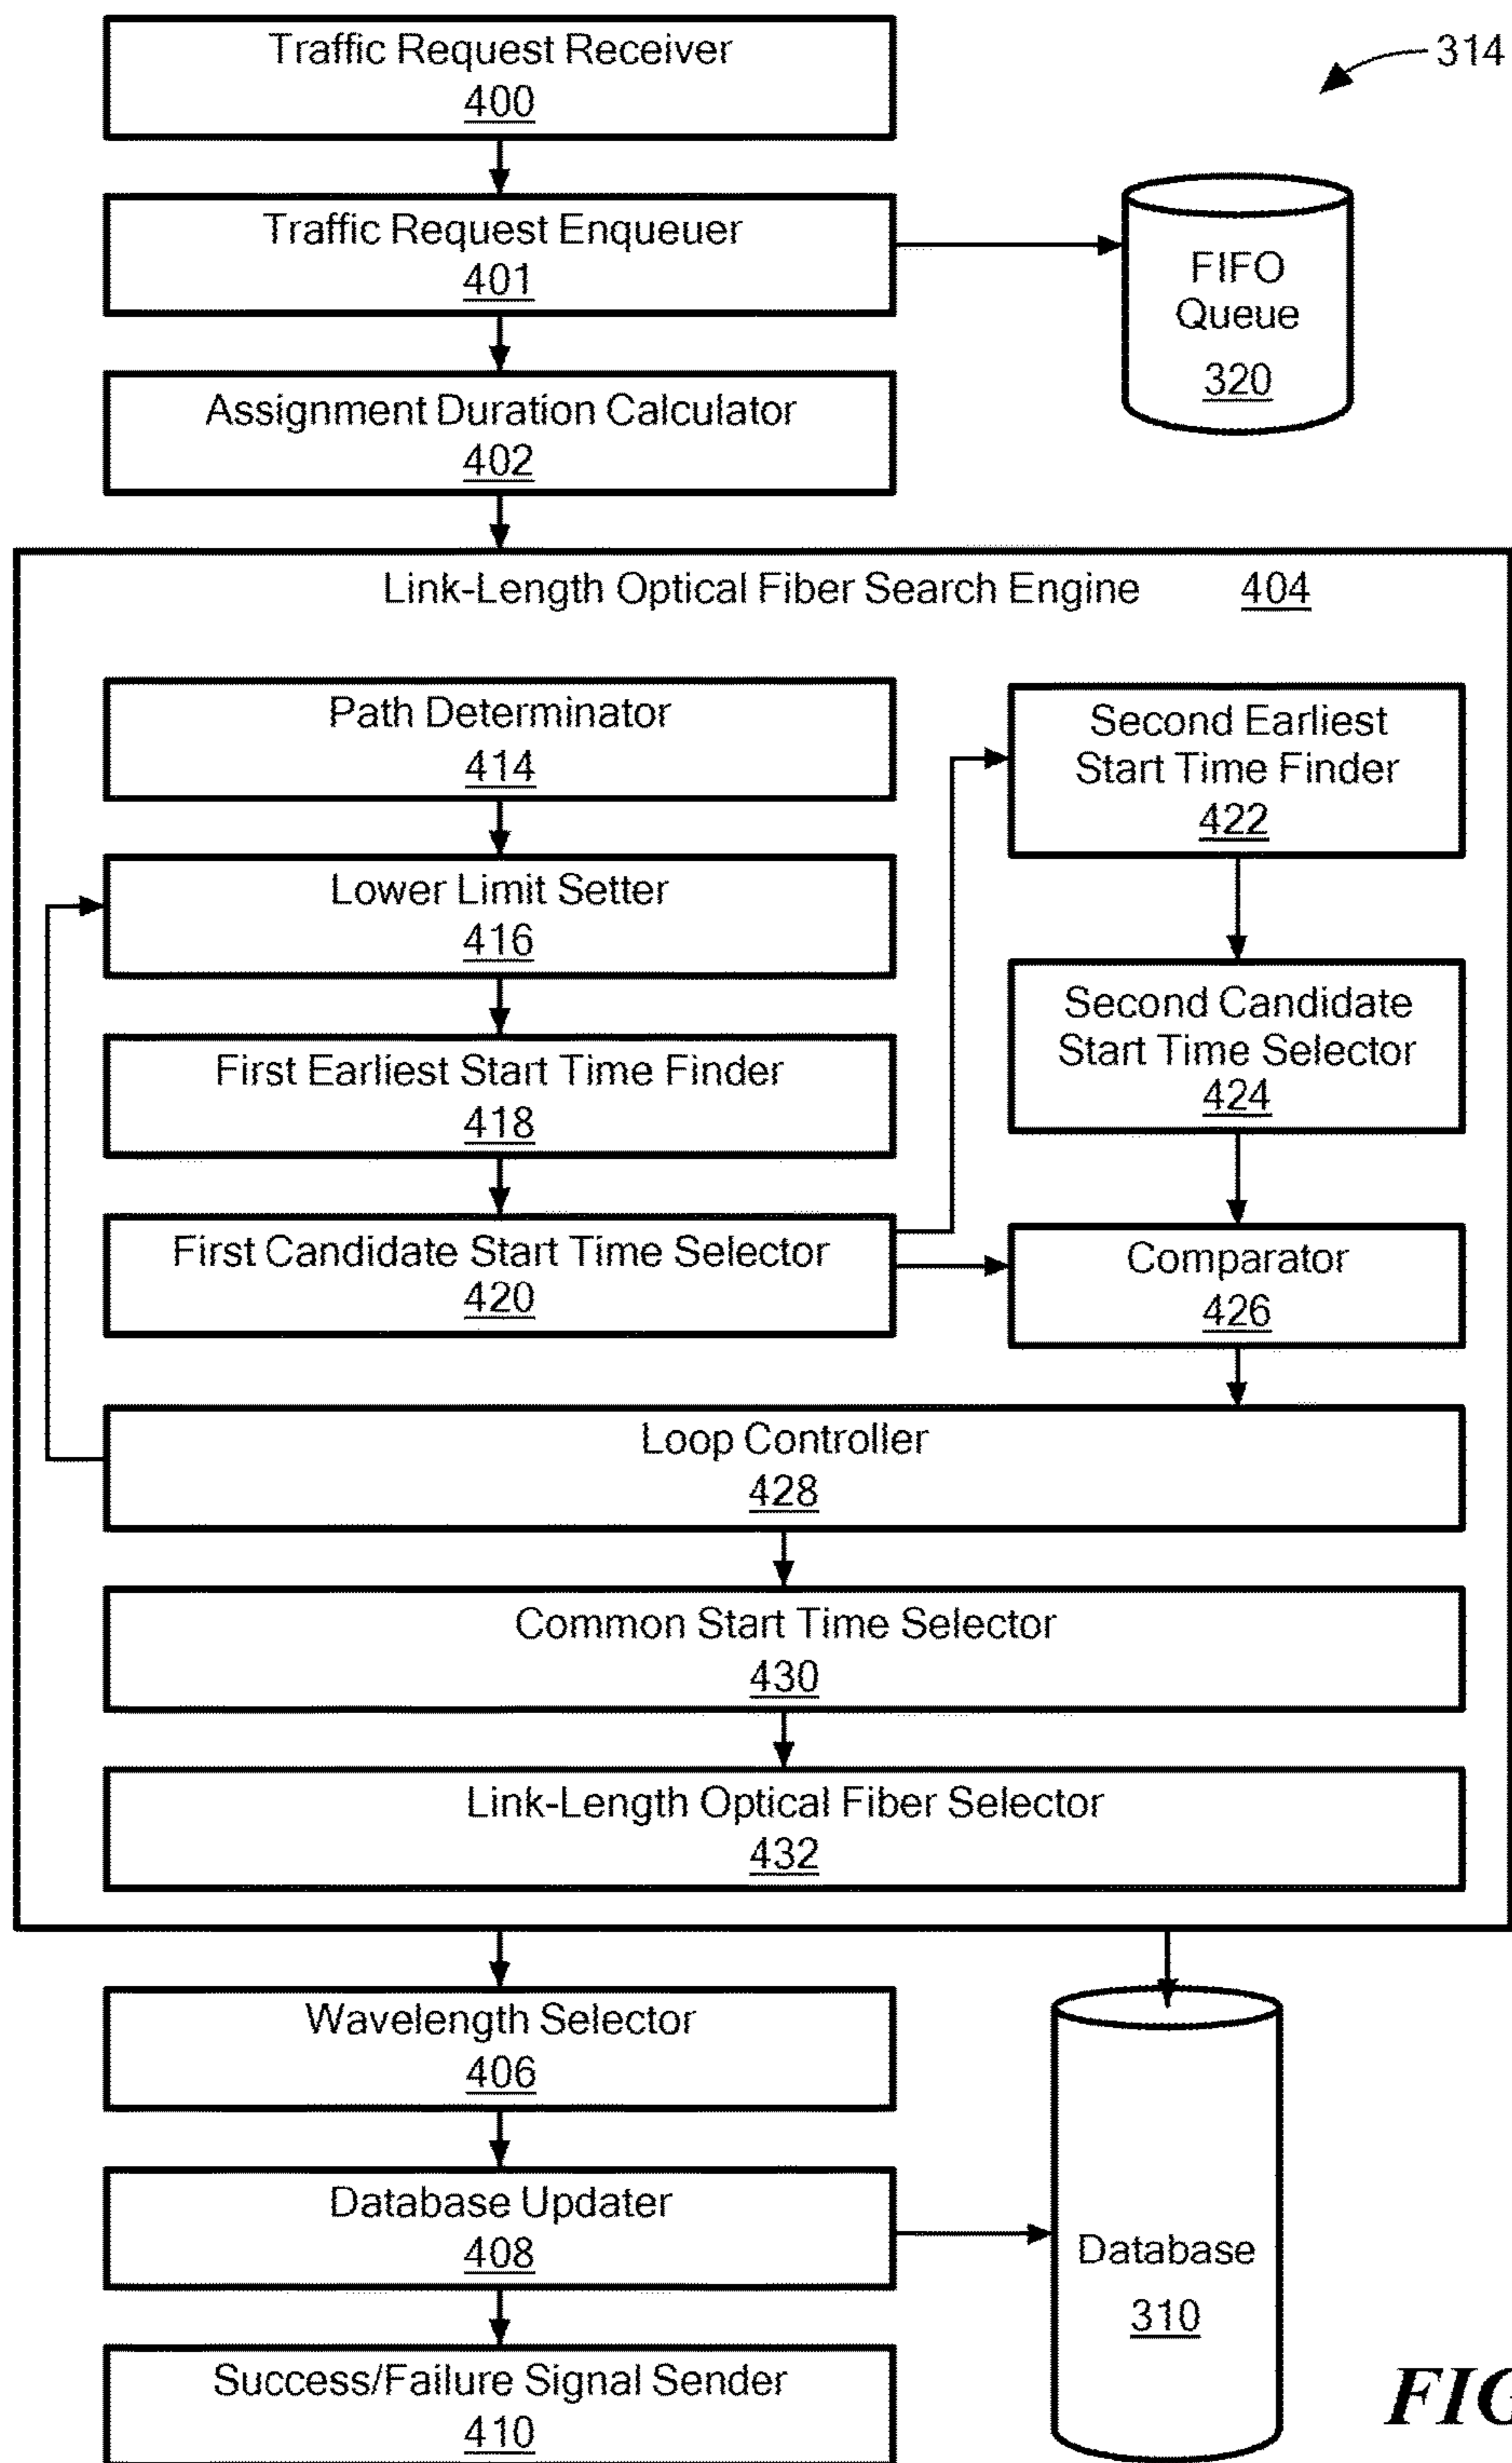 Traffic Request Receiver
400
314
Traffic Request Enqueuer
401
FIFO
Queue
320
Assignment Duration Calculator
402
Link-Length Optical Fiber Search Engine 404
Path Determinator
414
Second Earliest
Start Time Finder
422
Lower Limit Setter
416
Second Candidate
Start Time Selector
424
First Earliest Start Time Finder
418
First Candidate Start Time Selector
420
Comparator
426
Loop Controller
428
Common Start Time Selector
430
Link-Length Optical Fiber Selector
432
Wavelength Selector
406
Database Updater
408
Database
310
Success/Failure Signal Sender
410
FIG